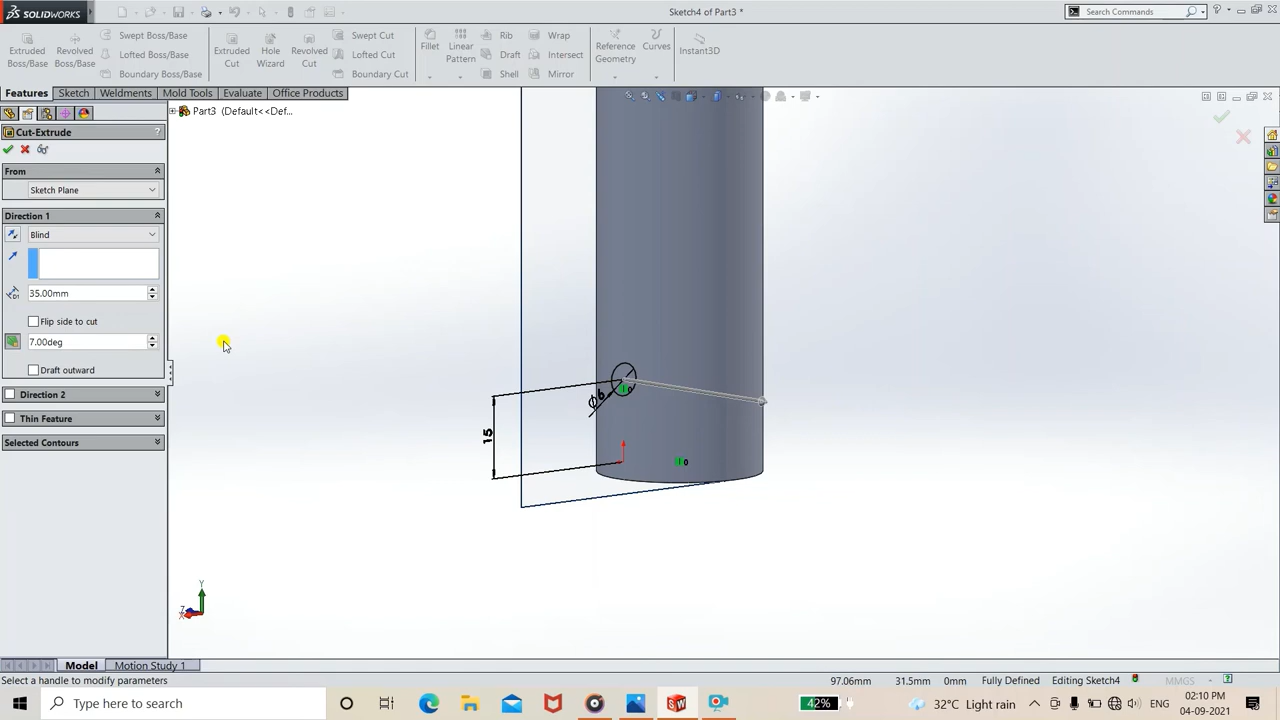 SOLIDWORKS
Sketch4 of Part3 *
Search Commands
Extruded Boss/Base
Revolved Boss/Base
Swept Boss/Base
Lofted Boss/Base
Boundary Boss/Base
Extruded Cut
Hole Wizard
Revolved Cut
Swept Cut
Lofted Cut
Boundary Cut
Fillet
Linear Pattern
Rib
Draft
Shell
Wrap
Intersect
Mirror
Reference Geometry
Curves
Instant3D
Features Sketch Weldments Mold Tools Evaluate Office Products
Part3 (Default<<Def...
Cut-Extrude ?
From
Sketch Plane
Direction 1
Blind
35.00mm
Flip side to cut
7.00deg
Draft outward
Direction 2
Thin Feature
Selected Contours
ϕ6
15
0
0
Y
Z
X
Model Motion Study 1
Select a handle to modify parameters 97.06mm 31.5mm 0mm Fully Defined Editing Sketch4 MMGS
Type here to search
42%
32°C Light rain
ENG
02:10 PM
04-09-2021